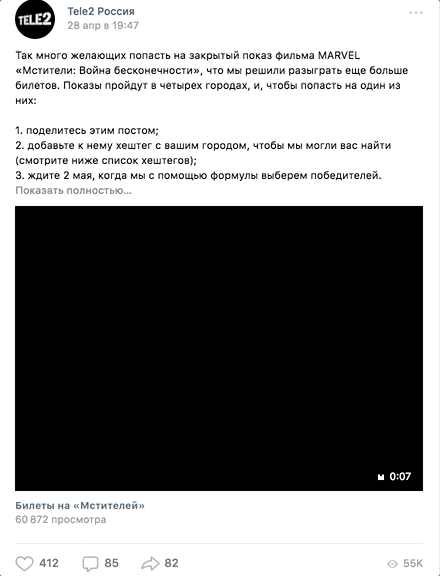 TELE2
Tele2 Россия
28 апр в 19:47
Так много желающих попасть на закрытый показ фильма MARVEL
«Мстители: Война бесконечности», что мы решили разыграть еще больше
билетов. Показы пройдут в четырех городах, и, чтобы попасть на один из
них:
1. поделитесь этим постом;
2. добавьте к нему хештег с вашим городом, чтобы мы могли вас найти
(смотрите ниже список хештегов);
3. ждите 2 мая, когда мы с помощью формулы выберем победителей.
Показать полностью...
0:07
Билеты на «Мстителей»
60 872 просмотра
412 85 82 55K